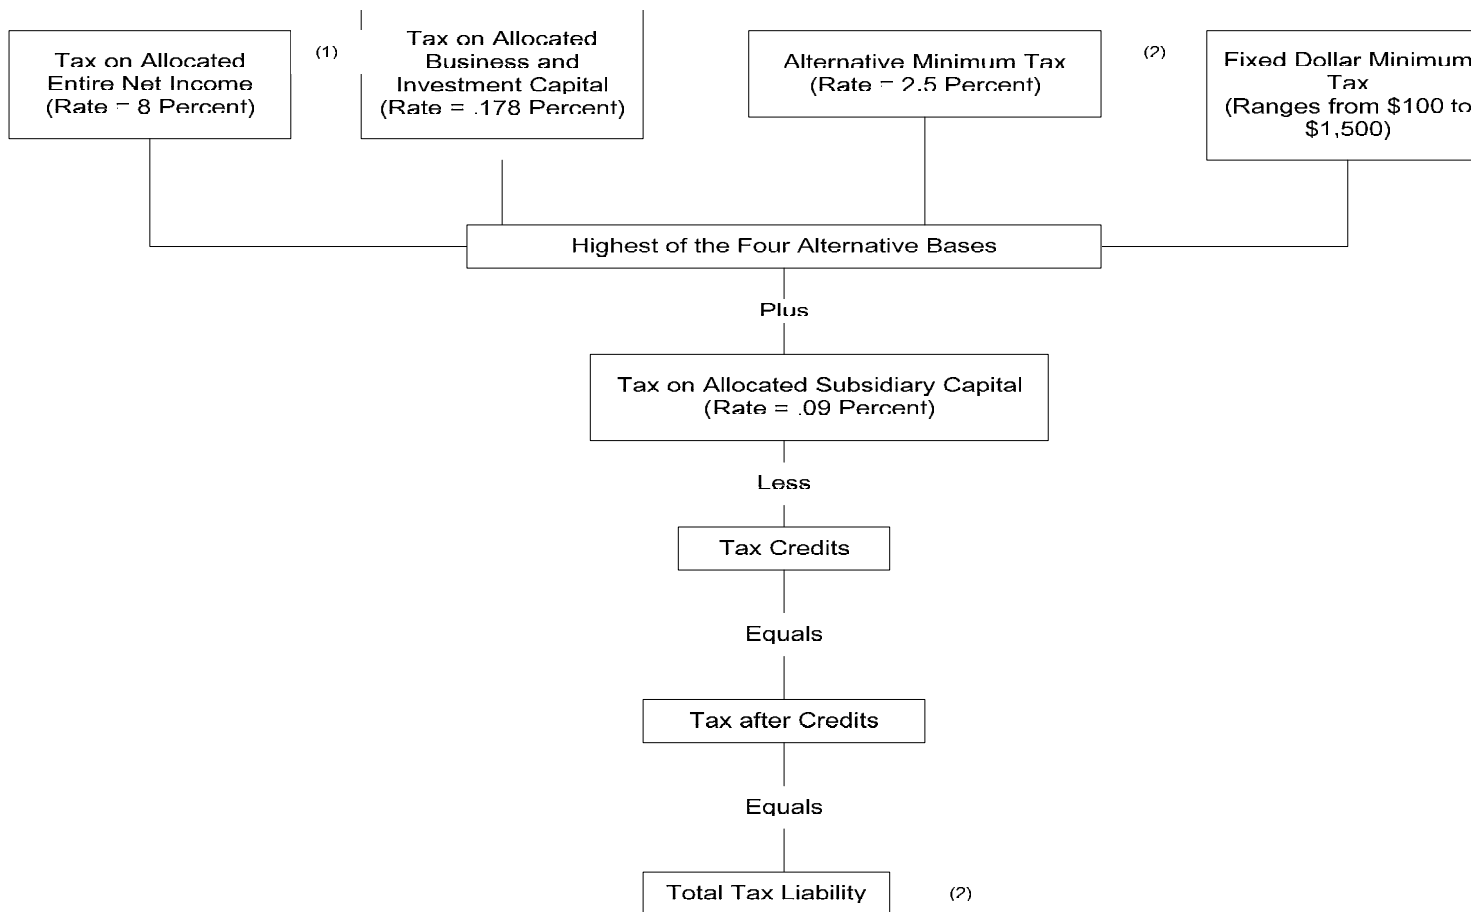 Tax on Allocated
Entire Net Income
(Rate = 8 Percent)
(1)
Tax on Allocated
Business and
Investment Capital
(Rate = .178 Percent)
Alternative Minimum Tax
(Rate = 2.5 Percent)
(2)
Fixed Dollar Minimum
Tax
(Ranges from $100 to
$1,500)
Highest of the Four Alternative Bases
Plus
Tax on Allocated Subsidiary Capital
(Rate = .09 Percent)
Less
Tax Credits
Equals
Tax after Credits
Equals
Total Tax Liability
(2)